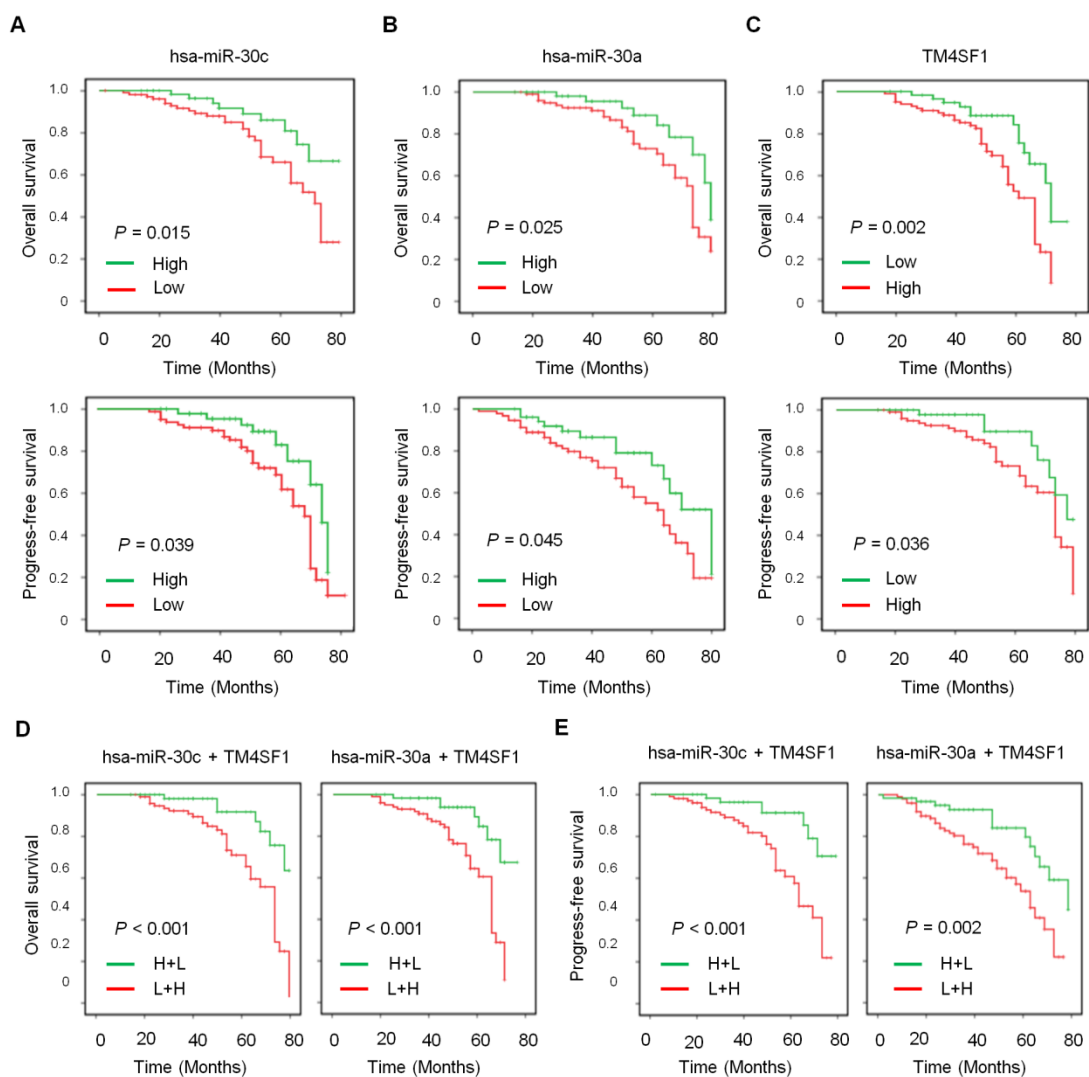 A
hsa-miR-30c
Overall survival
1.0
0.8
0.6
0.4
0.2
0
P = 0.015
High
Low
0 20 40 60 80
Time (Months)
B
hsa-miR-30a
Overall survival
1.0
0.8
0.6
0.4
0.2
0
P = 0.025
High
Low
0 20 40 60 80
Time (Months)
C
TM4SF1
Overall survival
1.0
0.8
0.6
0.4
0.2
0
P = 0.002
Low
High
0 20 40 60 80
Time (Months)
Progress-free survival
1.0
0.8
0.6
0.4
0.2
0
P = 0.039
High
Low
0 20 40 60 80
Time (Months)
Progress-free survival
1.0
0.8
0.6
0.4
0.2
0
P = 0.045
High
Low
0 20 40 60 80
Time (Months)
Progress-free survival
1.0
0.8
0.6
0.4
0.2
0
P = 0.036
Low
High
0 20 40 60 80
Time (Months)
D
hsa-miR-30c + TM4SF1
Overall survival
1.0
0.8
0.6
0.4
0.2
0
P < 0.001
H+L
L+H
0 20 40 60 80
Time (Months)
hsa-miR-30a + TM4SF1
P < 0.001
H+L
L+H
0 20 40 60 80
Time (Months)
E
hsa-miR-30c + TM4SF1
Progress-free survival
1.0
0.8
0.6
0.4
0.2
0
P < 0.001
H+L
L+H
0 20 40 60 80
Time (Months)
hsa-miR-30a + TM4SF1
P = 0.002
H+L
L+H
0 20 40 60 80
Time (Months)